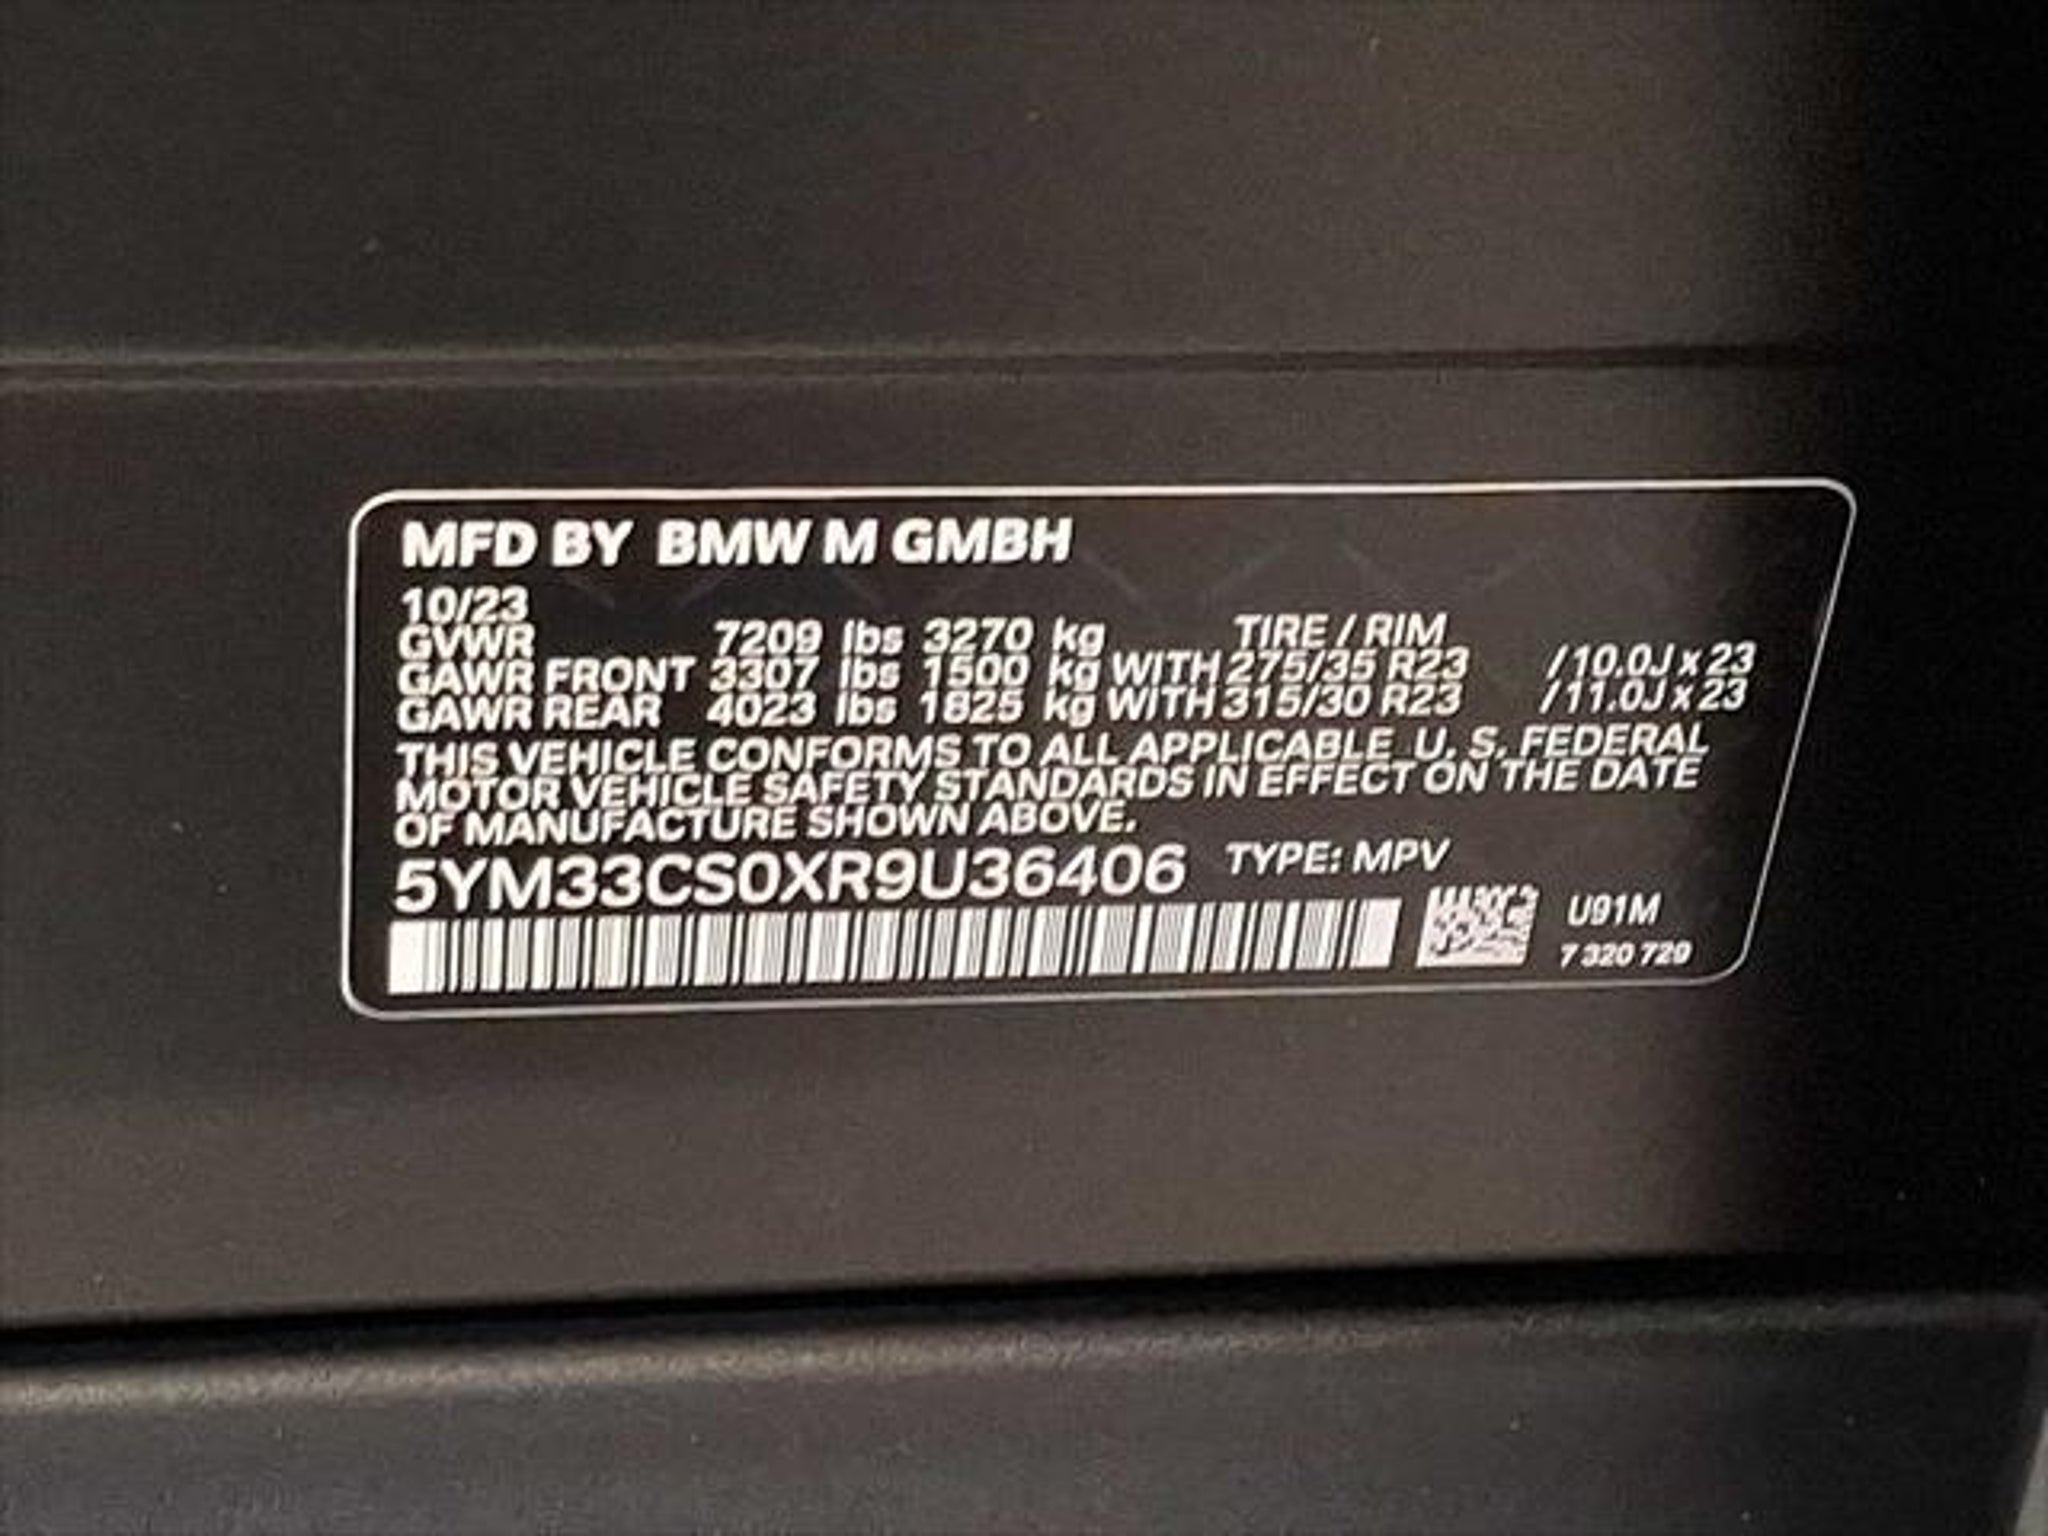 MFD BY BMW M GMBH
10/23
GVWR 7209 lbs 3270 kg TIRE / RIM
GAWR FRONT 3307 lbs 1500 kg WITH 275/35 R23 /10.0J x 23
GAWR REAR 4023 lbs 1825 kg WITH 315/30 R23 /11.0J x 23
THIS VEHICLE CONFORMS TO ALL APPLICABLE U. S. FEDERAL
MOTOR VEHICLE SAFETY STANDARDS IN EFFECT ON THE DATE
OF MANUFACTURE SHOWN ABOVE.
5YM33CS0XR9U36406 TYPE: MPV
U91M
7 320 729